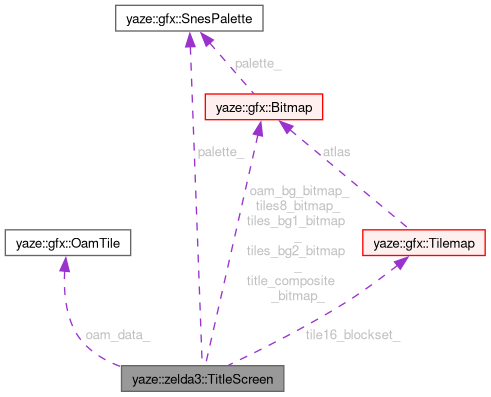 yaze::gfx::SnesPalette
palette_
yaze::gfx::Bitmap
palette_
atlas
oam_bg_bitmap_
tiles8_bitmap_
tiles_bg1_bitmap
_
tiles_bg2_bitmap
_
title_composite
_bitmap_
yaze::gfx::OamTile
yaze::gfx::Tilemap
oam_data_
tile16_blockset_
yaze::zelda3::TitleScreen